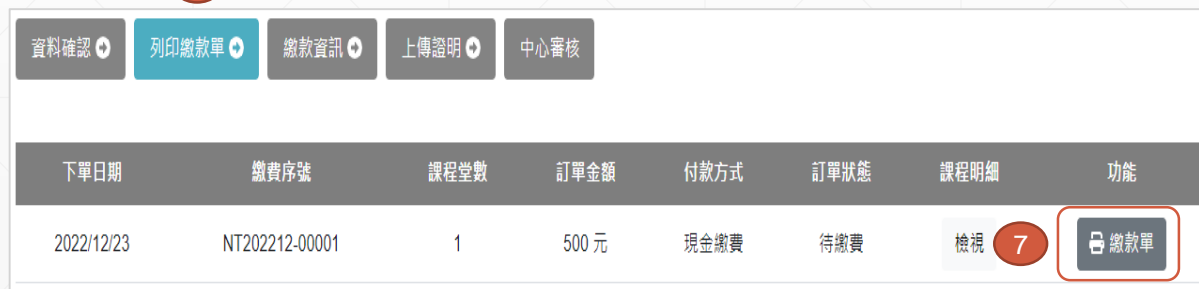 資料確認 列印繳款單 繳款資訊 上傳證明 中心審核
下單日期 繳費序號 課程堂數 訂單金額 付款方式 訂單狀態 課程明細 功能
2022/12/23 NT202212-00001 1 500 元 現金繳費 待繳費 檢視 7 繳款單